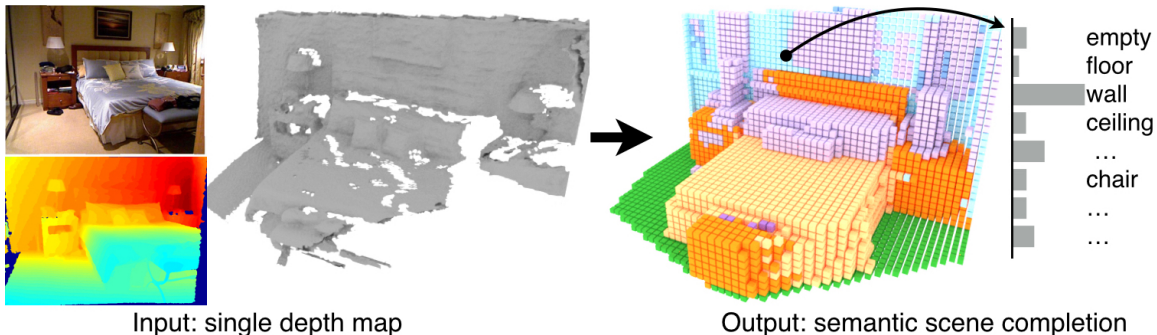 empty
floor
wall
ceiling
...
chair
...
...
Input: single depth map
Output: semantic scene completion